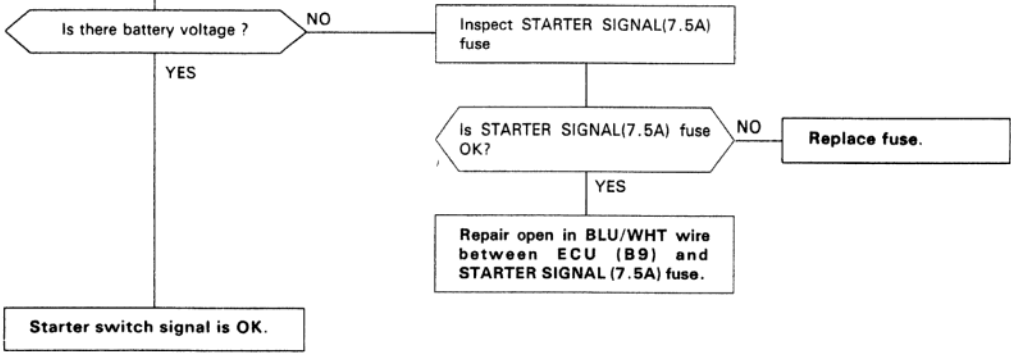 Is there battery voltage ?
NO
Inspect STARTER SIGNAL(7.5A)
fuse
YES
Is STARTER SIGNAL(7.5A) fuse
OK?
NO
Replace fuse.
YES
Repair open in BLU/WHT wire
between ECU (B9) and
STARTER SIGNAL (7.5A) fuse.
Starter switch signal is OK.